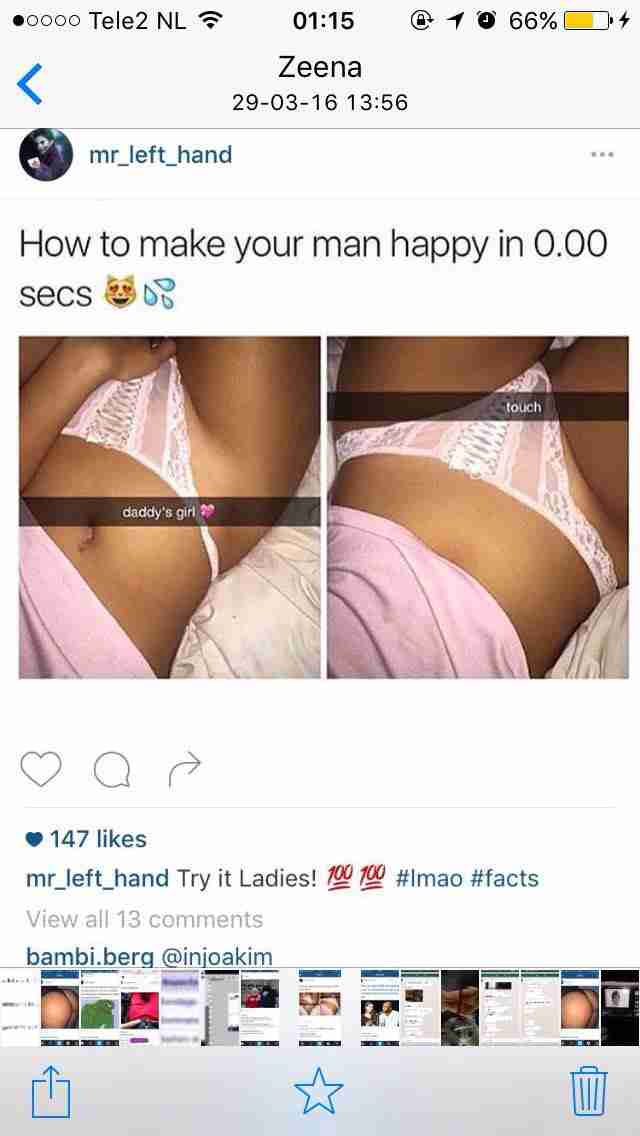 Tele2 NL 01:15 66%
Zeena
29-03-16 13:56
mr_left_hand
How to make your man happy in 0.00
secs 😻💦
daddy's girl 💖
touch
147 likes
mr_left_hand Try it Ladies! 💯 💯 #lmao #facts
View all 13 comments
bambi.berg @injoakim